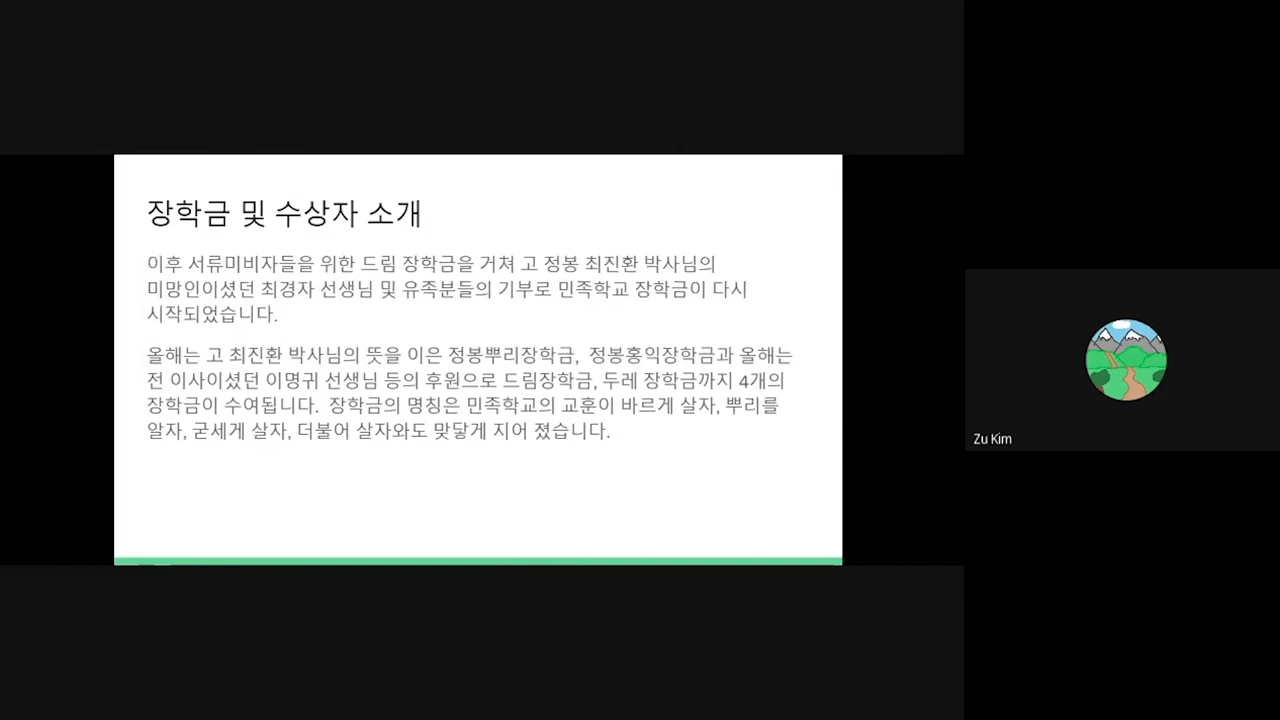 장학금 및 수상자 소개
이후 서류미비자들을 위한 드림 장학금을 거쳐 고 정봉 최진환 박사님의
미망인이셨던 최경자 선생님 및 유족분들의 기부로 민족학교 장학금이 다시
시작되었습니다.
올해는 고 최진환 박사님의 뜻을 이은 정봉뿌리장학금, 정봉홍익장학금과 올해는
전 이사이셨던 이명귀 선생님 등의 후원으로 드림장학금, 두레 장학금까지 4개의
장학금이 수여됩니다. 장학금의 명칭은 민족학교의 교훈이 바르게 살자, 뿌리를
알자, 굳세게 살자, 더불어 살자와도 맞닿게 지어 졌습니다.
Zu Kim